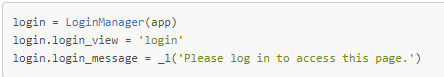 login = LoginManager(app)
login.login_view = 'login'
login.login_message = _l('Please log in to access this page.')